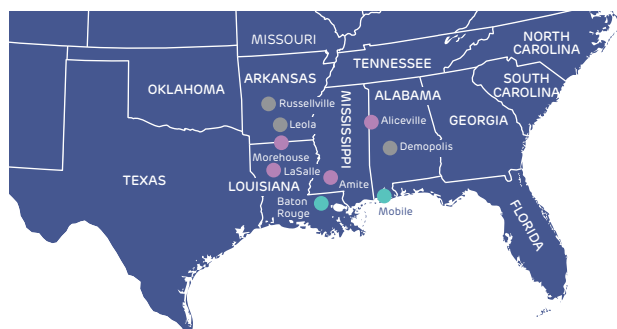 MISSOURI
NORTH
CAROLINA
TENNESSEE
ARKANSAS
OKLAHOMA
SOUTH
CAROLINA
MISSISSIPPI
ALABAMA
Russellville
Leola
Aliceville
GEORGIA
Demopolis
Morehouse
LaSalle
TEXAS
LOUISIANA
Amite
Baton
Rouge
Mobile
FLORIDA